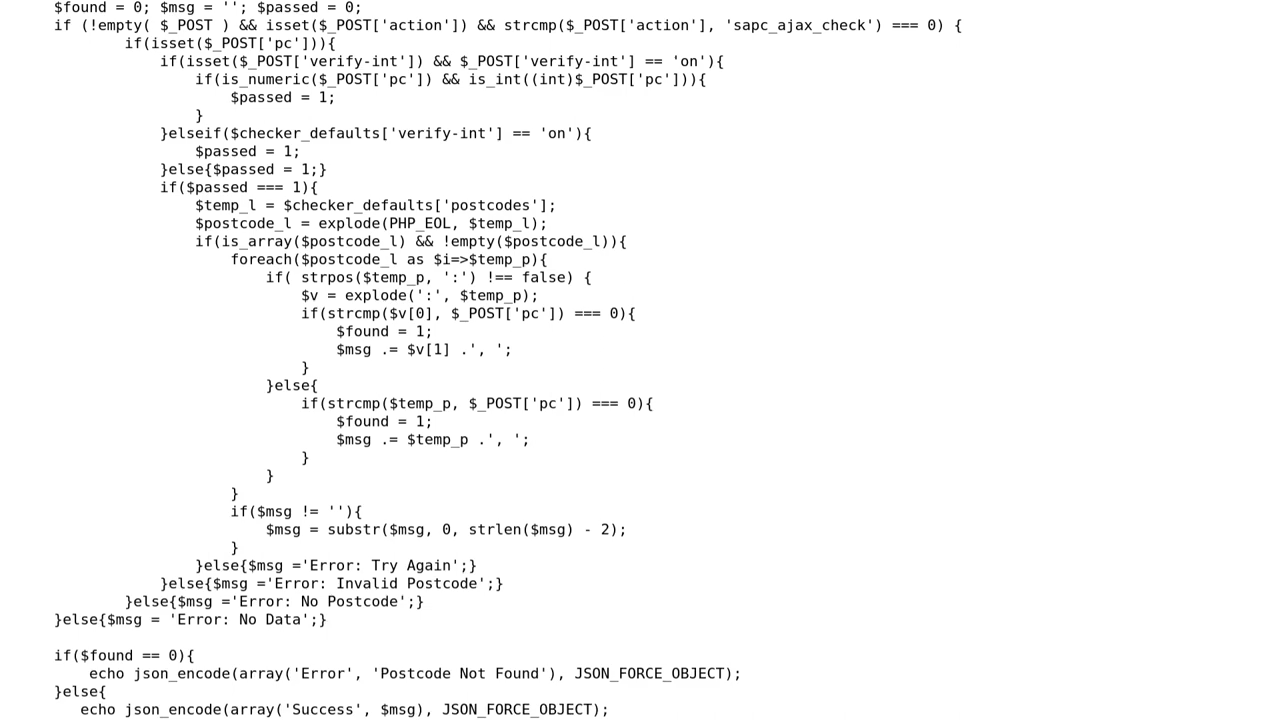 $found = 0; $msg = ''; $passed = 0;
if (!empty( $_POST ) && isset($_POST['action']) && strcmp($_POST['action'], 'sapc_ajax_check') === 0) {
        if(isset($_POST['pc'])){
            if(isset($_POST['verify-int']) && $_POST['verify-int'] == 'on'){
                if(is_numeric($_POST['pc']) && is_int((int)$_POST['pc'])){
                    $passed = 1;
                }
            }elseif($checker_defaults['verify-int'] == 'on'){
                $passed = 1;
            }else{$passed = 1;}
            if($passed === 1){
                $temp_l = $checker_defaults['postcodes'];
                $postcode_l = explode(PHP_EOL, $temp_l);
                if(is_array($postcode_l) && !empty($postcode_l)){
                    foreach($postcode_l as $i=>$temp_p){
                        if( strpos($temp_p, ':') !== false) {
                            $v = explode(':', $temp_p);
                            if(strcmp($v[0], $_POST['pc']) === 0){
                                $found = 1;
                                $msg .= $v[1] .', ';
                            }
                        }else{
                            if(strcmp($temp_p, $_POST['pc']) === 0){
                                $found = 1;
                                $msg .= $temp_p .', ';
                            }
                        }
                    }
                    if($msg != ''){
                        $msg = substr($msg, 0, strlen($msg) - 2);
                    }
                }else{$msg ='Error: Try Again';}
            }else{$msg ='Error: Invalid Postcode';}
        }else{$msg ='Error: No Postcode';}
}else{$msg = 'Error: No Data';}

if($found == 0){
    echo json_encode(array('Error', 'Postcode Not Found'), JSON_FORCE_OBJECT);
}else{
   echo json_encode(array('Success', $msg), JSON_FORCE_OBJECT);